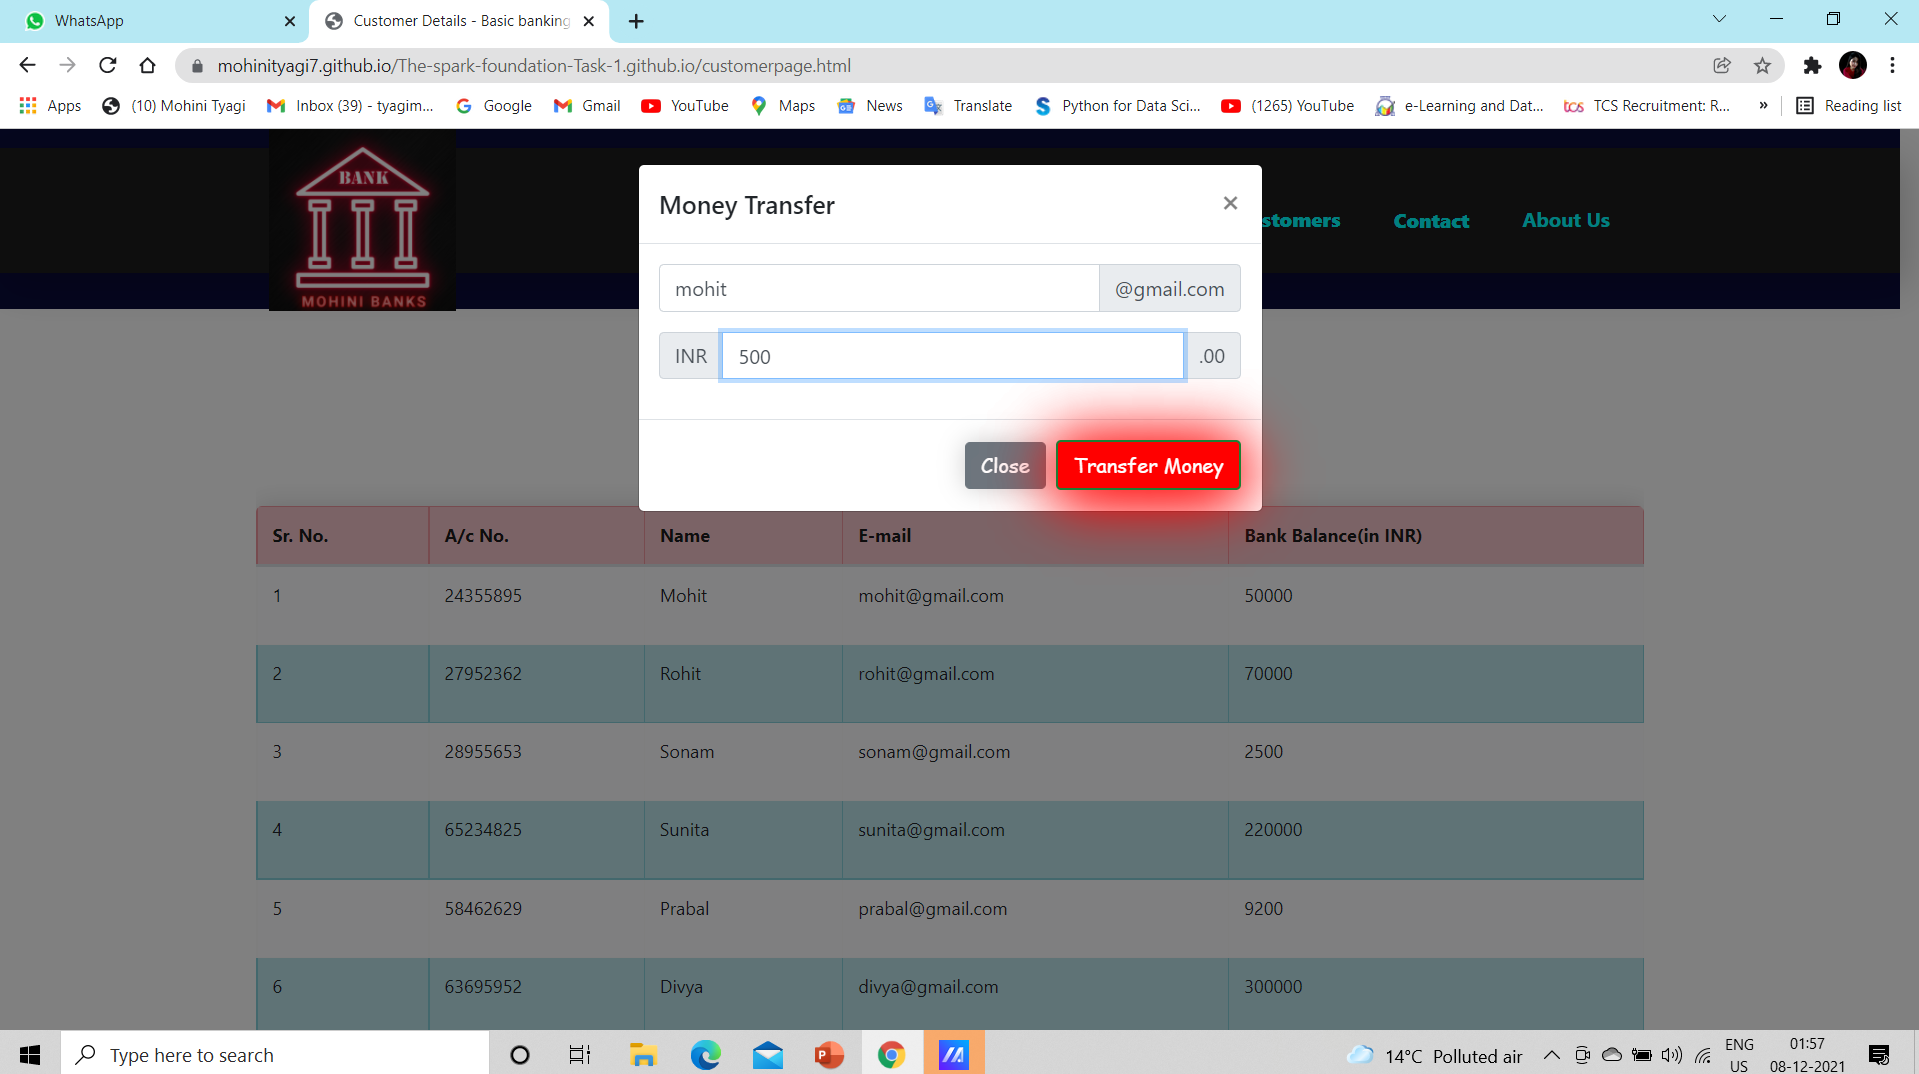 WhatsApp
Customer Details - Basic banking
mohinityagi7.github.io/The-spark-foundation-Task-1.github.io/customerpage.html
Apps (10) Mohini Tyagi Inbox (39) - tyagim... Google Gmail YouTube Maps News Translate Python for Data Sci... (1265) YouTube e-Learning and Dat... tcs TCS Recruitment: R... » Reading list
BANK
MOHINI BANKS
stomers Contact About Us
Money Transfer ×
mohit @gmail.com
INR 500 .00
Close Transfer Money
Sr. No. A/c No. Name E-mail Bank Balance(in INR)
1 24355895 Mohit mohit@gmail.com 50000
2 27952362 Rohit rohit@gmail.com 70000
3 28955653 Sonam sonam@gmail.com 2500
4 65234825 Sunita sunita@gmail.com 220000
5 58462629 Prabal prabal@gmail.com 9200
6 63695952 Divya divya@gmail.com 300000
Type here to search
14°C Polluted air
ENG
US
01:57
08-12-2021